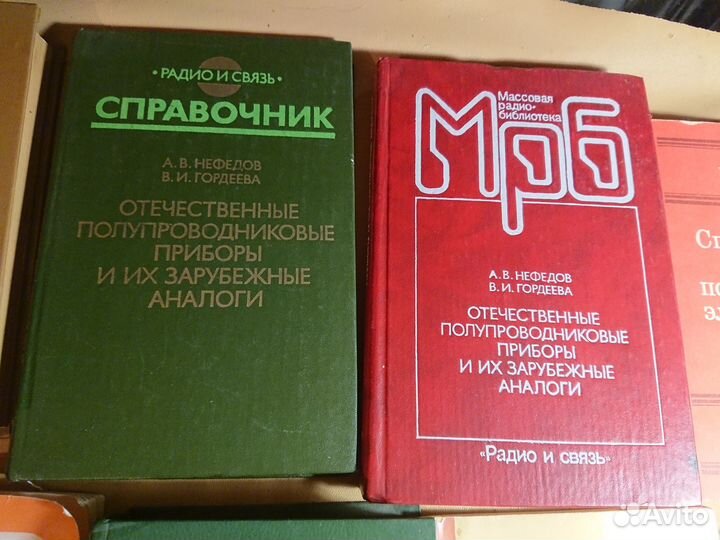 • РАДИО И СВЯЗЬ •
СПРАВОЧНИК
А. В. НЕФЕДОВ
В. И. ГОРДЕЕВА
ОТЕЧЕСТВЕННЫЕ
ПОЛУПРОВОДНИКОВЫЕ
ПРИБОРЫ
И ИХ ЗАРУБЕЖНЫЕ
АНАЛОГИ
Массовая
радио-
библиотека
Мрб
А. В. НЕФЕДОВ
В. И. ГОРДЕЕВА
ОТЕЧЕСТВЕННЫЕ
ПОЛУПРОВОДНИКОВЫЕ
ПРИБОРЫ
И ИХ ЗАРУБЕЖНЫЕ
АНАЛОГИ
«Радио и связь»
Avito